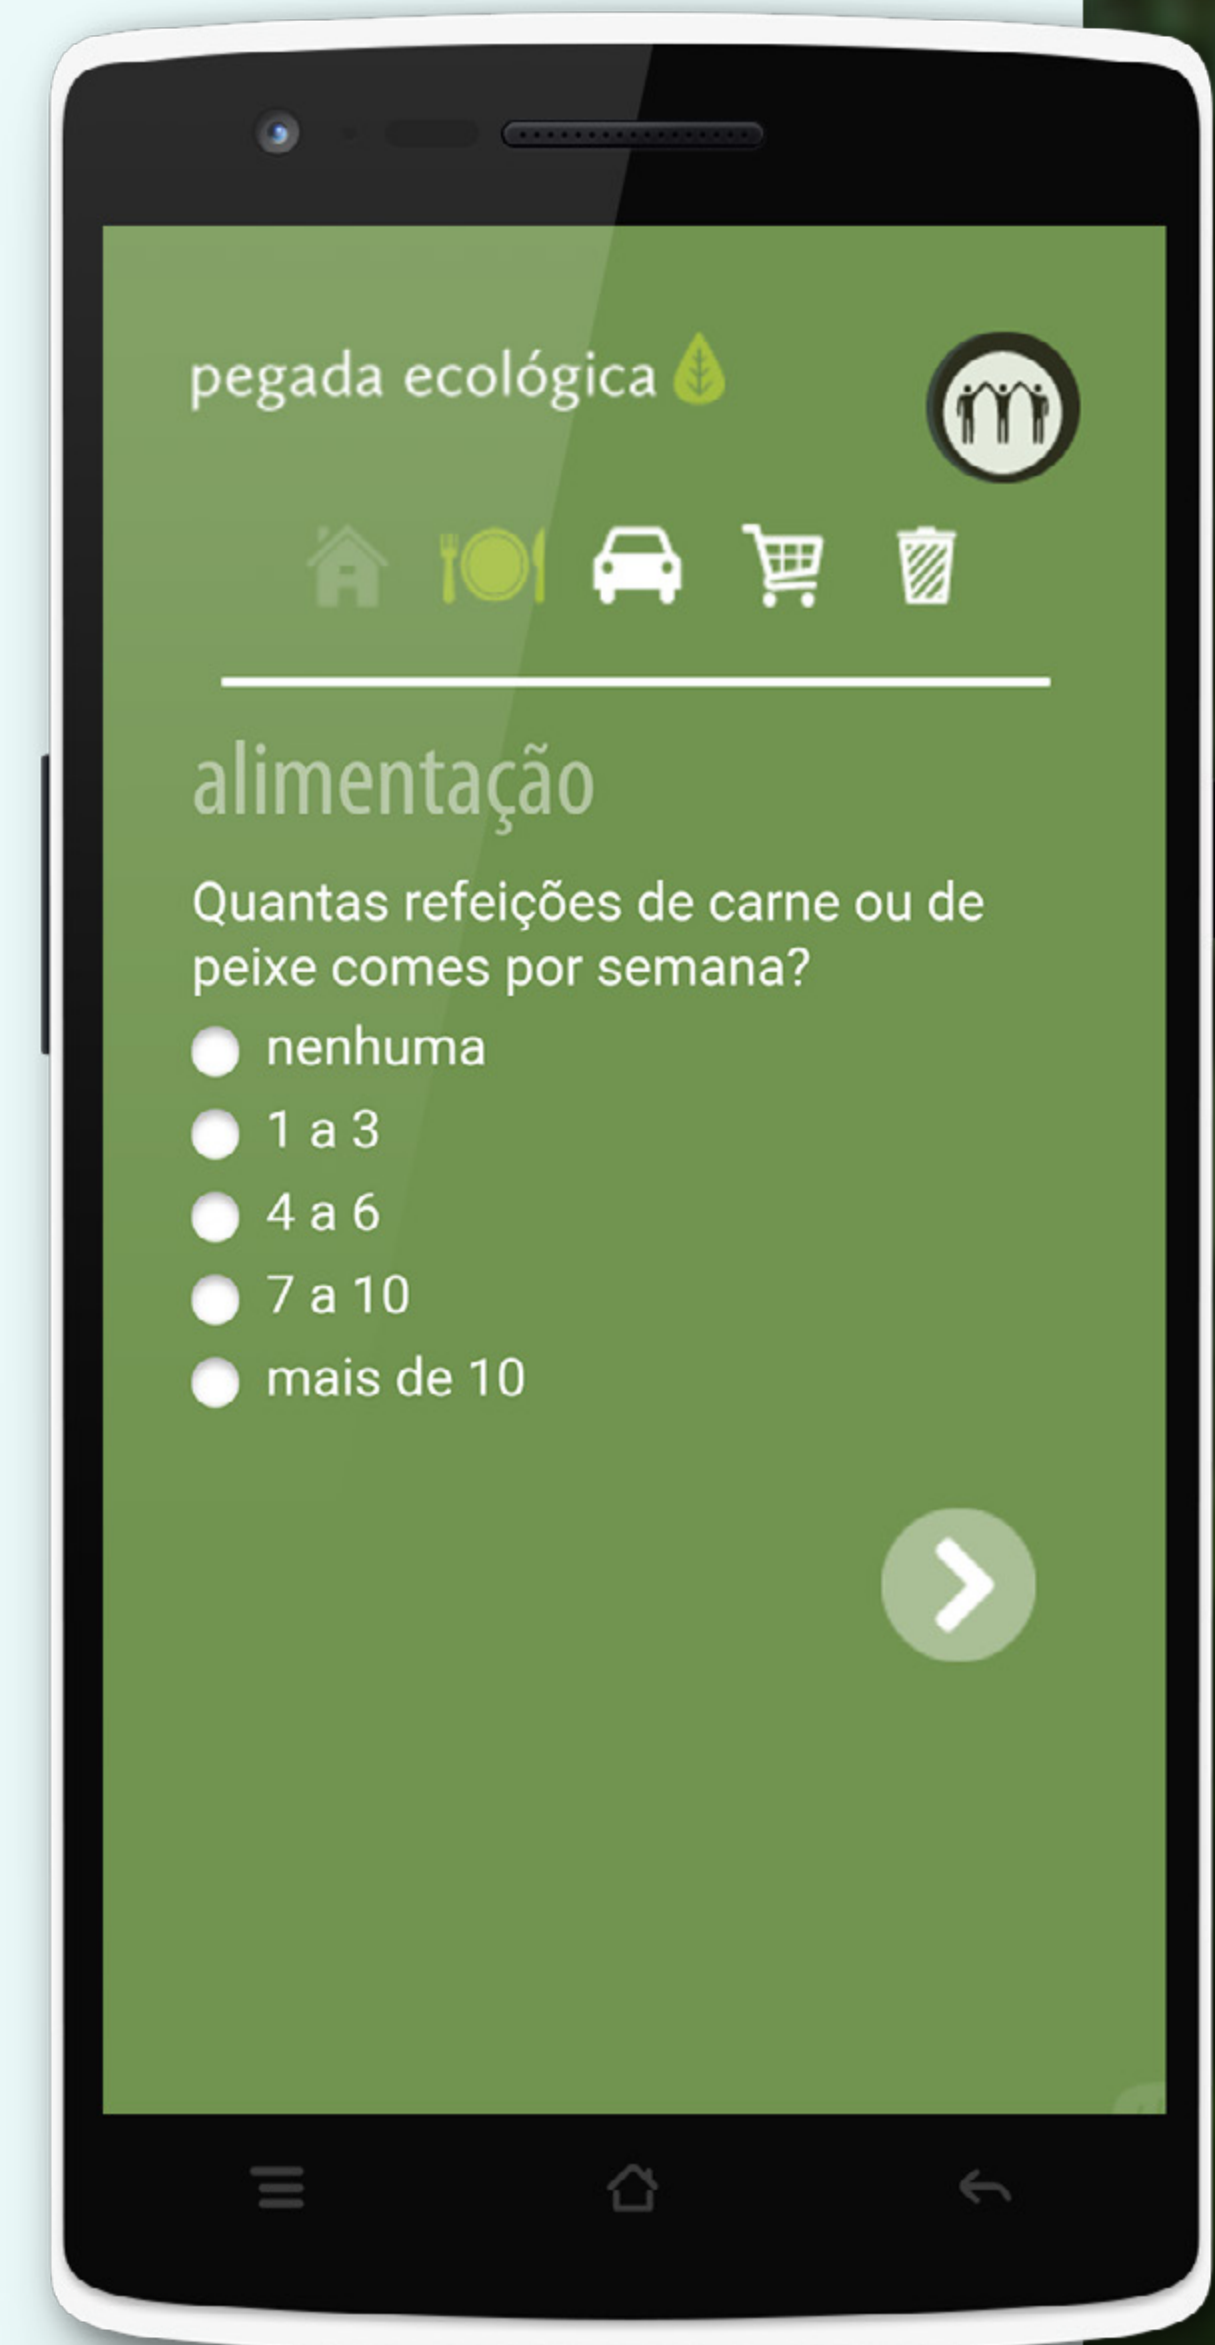 pegada ecológica
alimentação
Quantas refeições de carne ou de
peixe comes por semana?
nenhuma
1 a 3
4 a 6
7 a 10
mais de 10